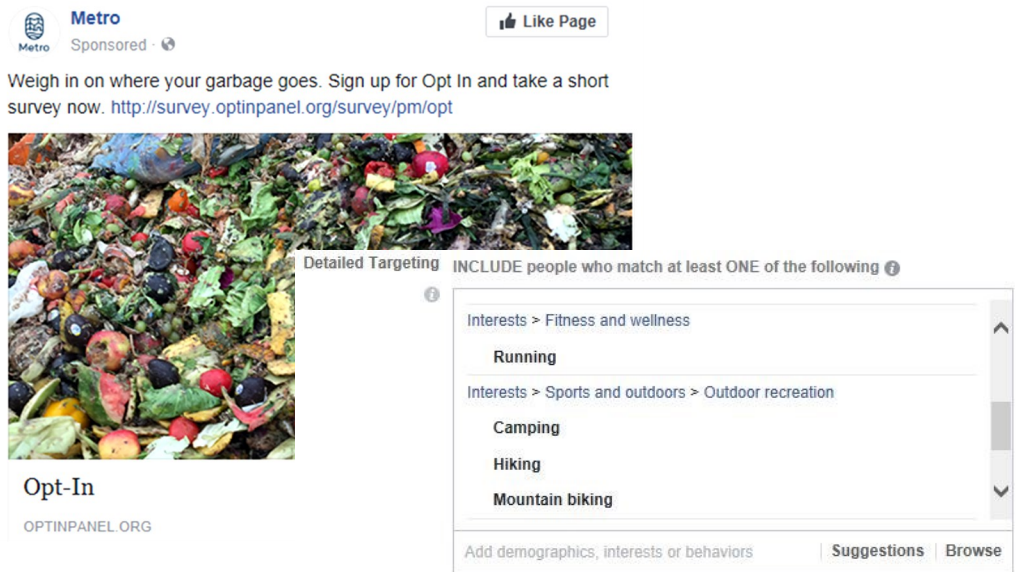 Metro
Like Page
Metro
Sponsored ·
Weigh in on where your garbage goes. Sign up for Opt In and take a short
survey now. http://survey.optinpanel.org/survey/pm/opt
Detailed Targeting
INCLUDE people who match at least ONE of the following
Interests > Fitness and wellness
Running
Interests > Sports and outdoors > Outdoor recreation
Camping
Hiking
Mountain biking
Add demographics, interests or behaviors
Suggestions
Browse
Opt-In
OPTINPANEL.ORG